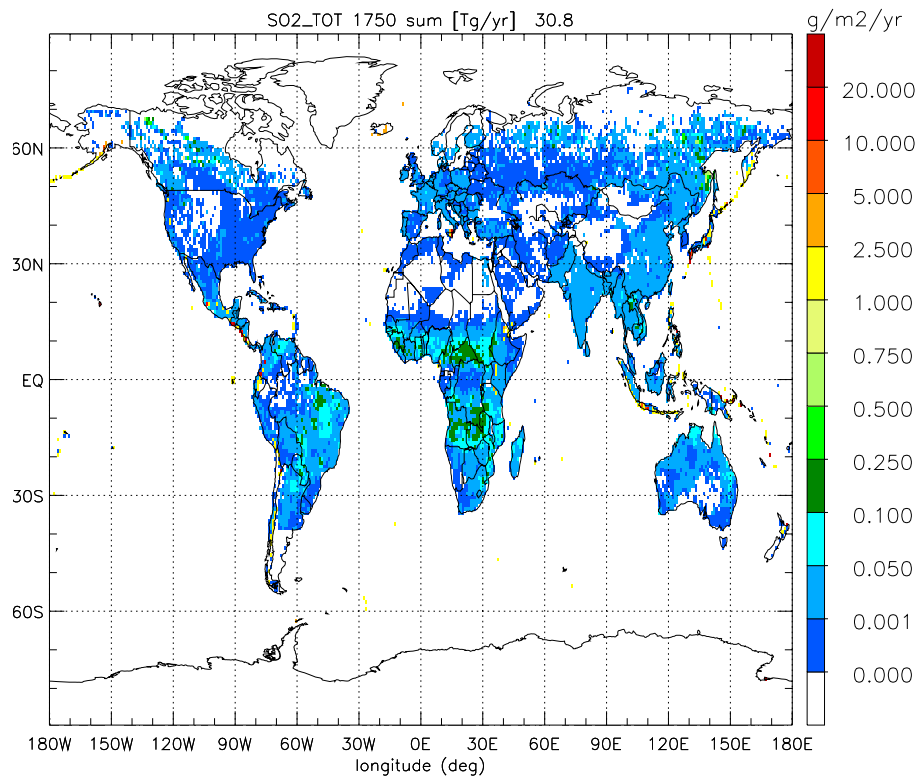 SO2_TOT 1750 sum [Tg/yr] 30.8
g/m2/yr
20.000
10.000
5.000
2.500
1.000
0.750
0.500
0.250
0.100
0.050
0.001
0.000
60N
30N
EQ
30S
60S
180W 150W 120W 90W 60W 30W 0E 30E 60E 90E 120E 150E 180E
longitude (deg)